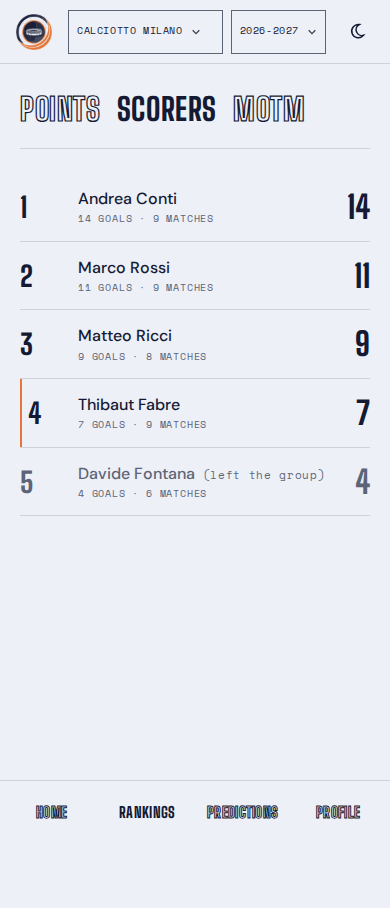 CALCIOTTO MILANO 2026-2027
POINTS SCORERS MOTM
1 Andrea Conti 14
14 GOALS · 9 MATCHES
2 Marco Rossi 11
11 GOALS · 9 MATCHES
3 Matteo Ricci 9
9 GOALS · 8 MATCHES
4 Thibaut Fabre 7
7 GOALS · 9 MATCHES
5 Davide Fontana (left the group) 4
4 GOALS · 6 MATCHES
HOME RANKINGS PREDICTIONS PROFILE